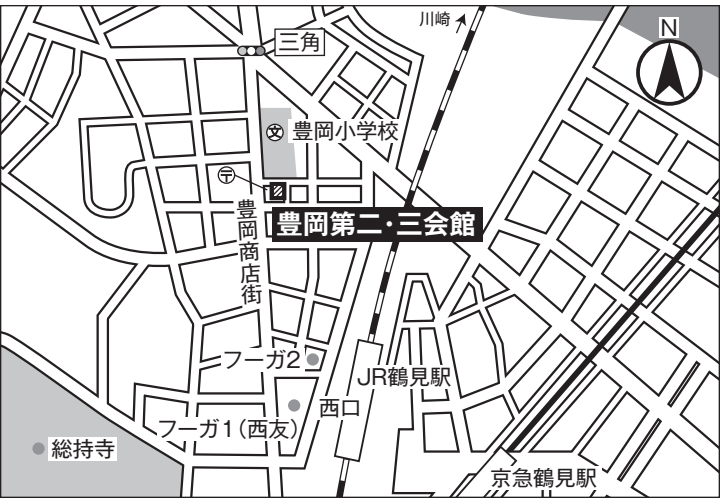 川崎
N
三角
文 豊岡小学校
〒
豊岡第二・三会館
豊岡商店街
フーガ2
JR鶴見駅
西口
フーガ1(西友)
総持寺
京急鶴見駅